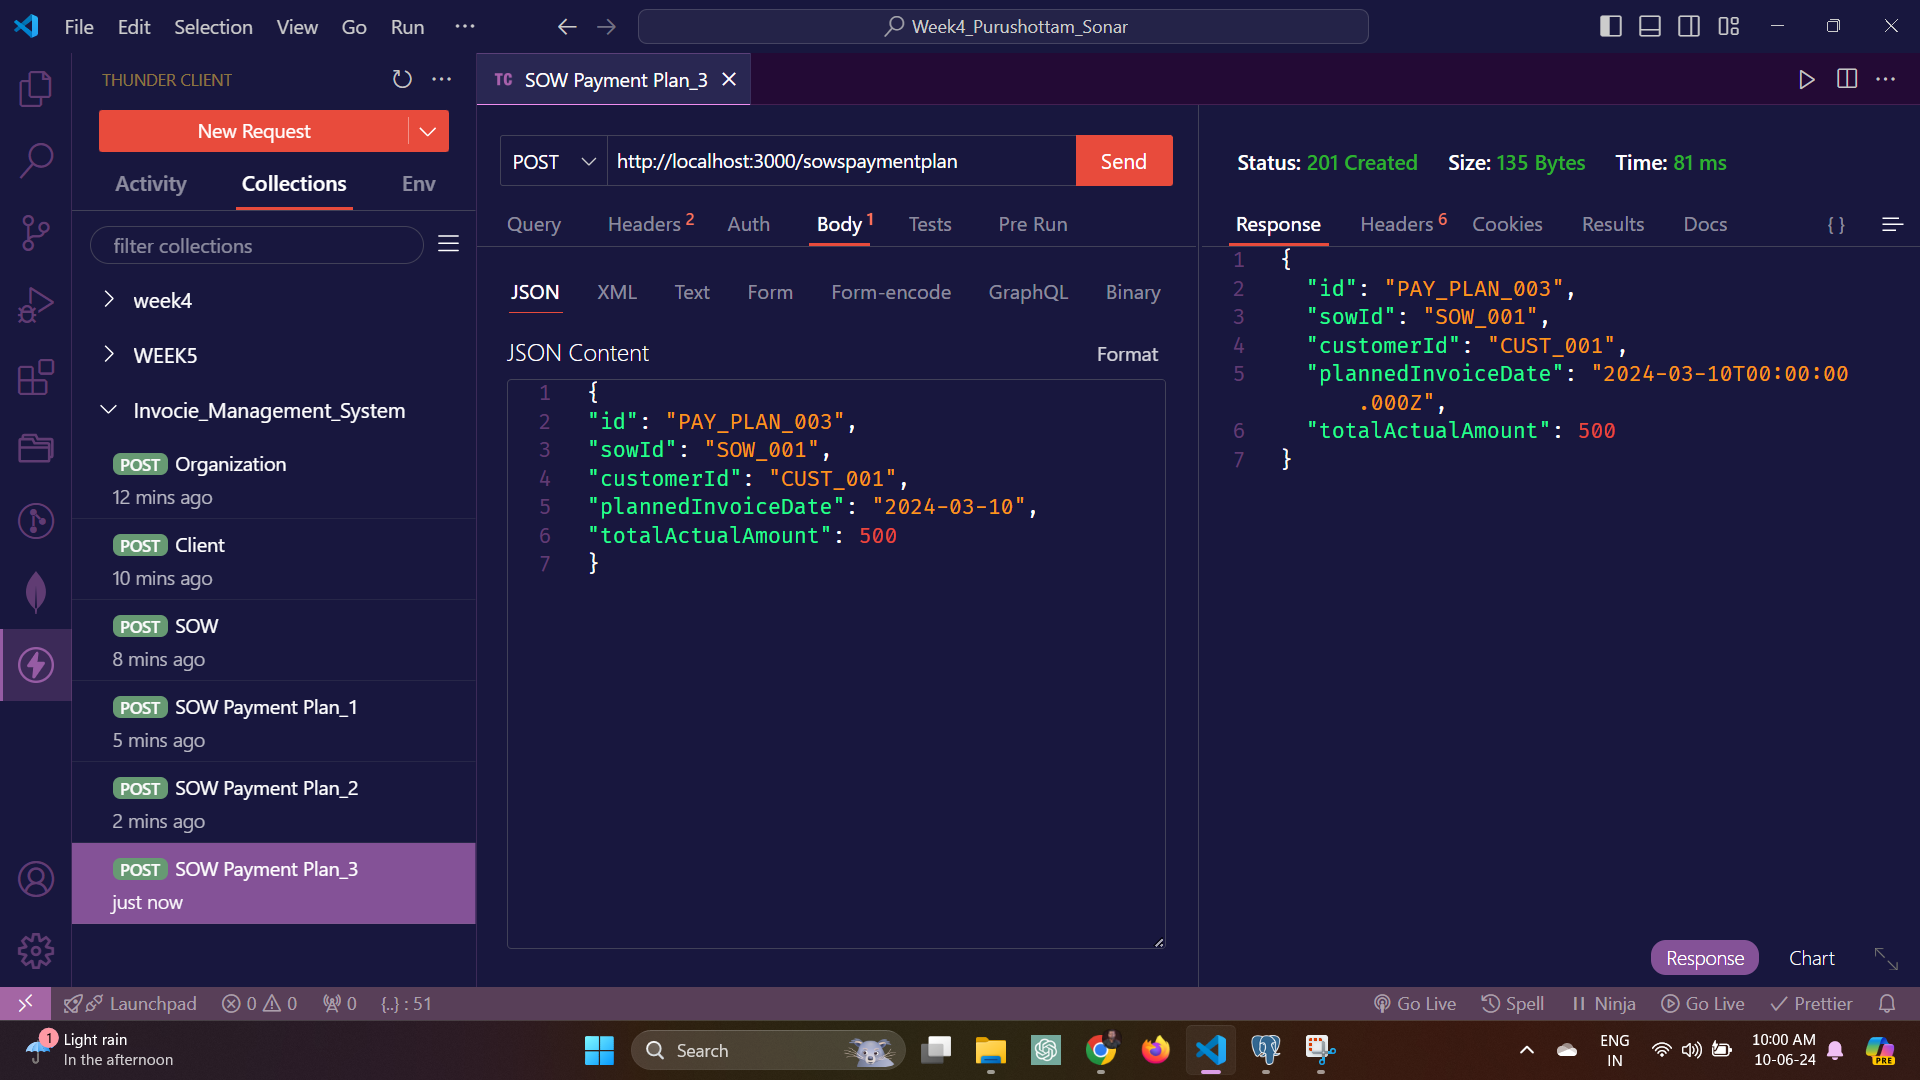 File Edit Selection View Go Run ···
Week4_Purushottam_Sonar
THUNDER CLIENT
New Request
Activity Collections Env
filter collections
week4
WEEK5
Invocie_Management_System
POST Organization
12 mins ago
POST Client
10 mins ago
POST SOW
8 mins ago
POST SOW Payment Plan_1
5 mins ago
POST SOW Payment Plan_2
2 mins ago
POST SOW Payment Plan_3
just now
TC SOW Payment Plan_3
POST http://localhost:3000/sowspaymentplan Send
Query Headers 2 Auth Body 1 Tests Pre Run
JSON XML Text Form Form-encode GraphQL Binary
JSON Content Format
1 {
2 "id": "PAY_PLAN_003",
3 "sowId": "SOW_001",
4 "customerId": "CUST_001",
5 "plannedInvoiceDate": "2024-03-10",
6 "totalActualAmount": 500
7 }
Status: 201 Created Size: 135 Bytes Time: 81 ms
Response Headers 6 Cookies Results Docs { }
1 {
2 "id": "PAY_PLAN_003",
3 "sowId": "SOW_001",
4 "customerId": "CUST_001",
5 "plannedInvoiceDate": "2024-03-10T00:00:00
.000Z",
6 "totalActualAmount": 500
7 }
Response Chart
Launchpad 0 0 0 {..} : 51 Go Live Spell Ninja Go Live Prettier
1 Light rain
In the afternoon
Search
ENG
IN
10:00 AM
10-06-24
PRE